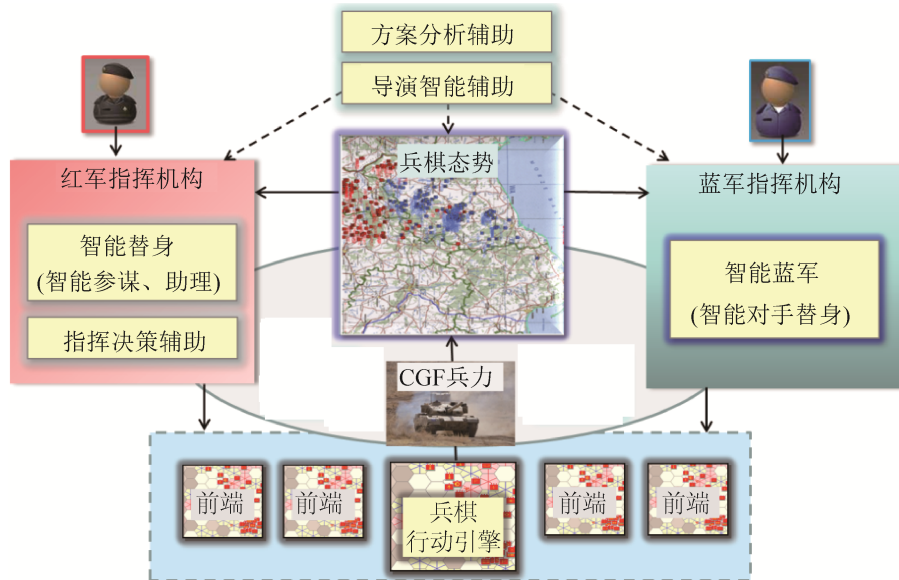 方案分析辅助
导演智能辅助
红军指挥机构
兵棋态势
蓝军指挥机构
智能替身
(智能参谋、助理)
指挥决策辅助
智能蓝军
(智能对手替身)
CGF兵力
前端
前端
兵棋
行动引擎
前端
前端